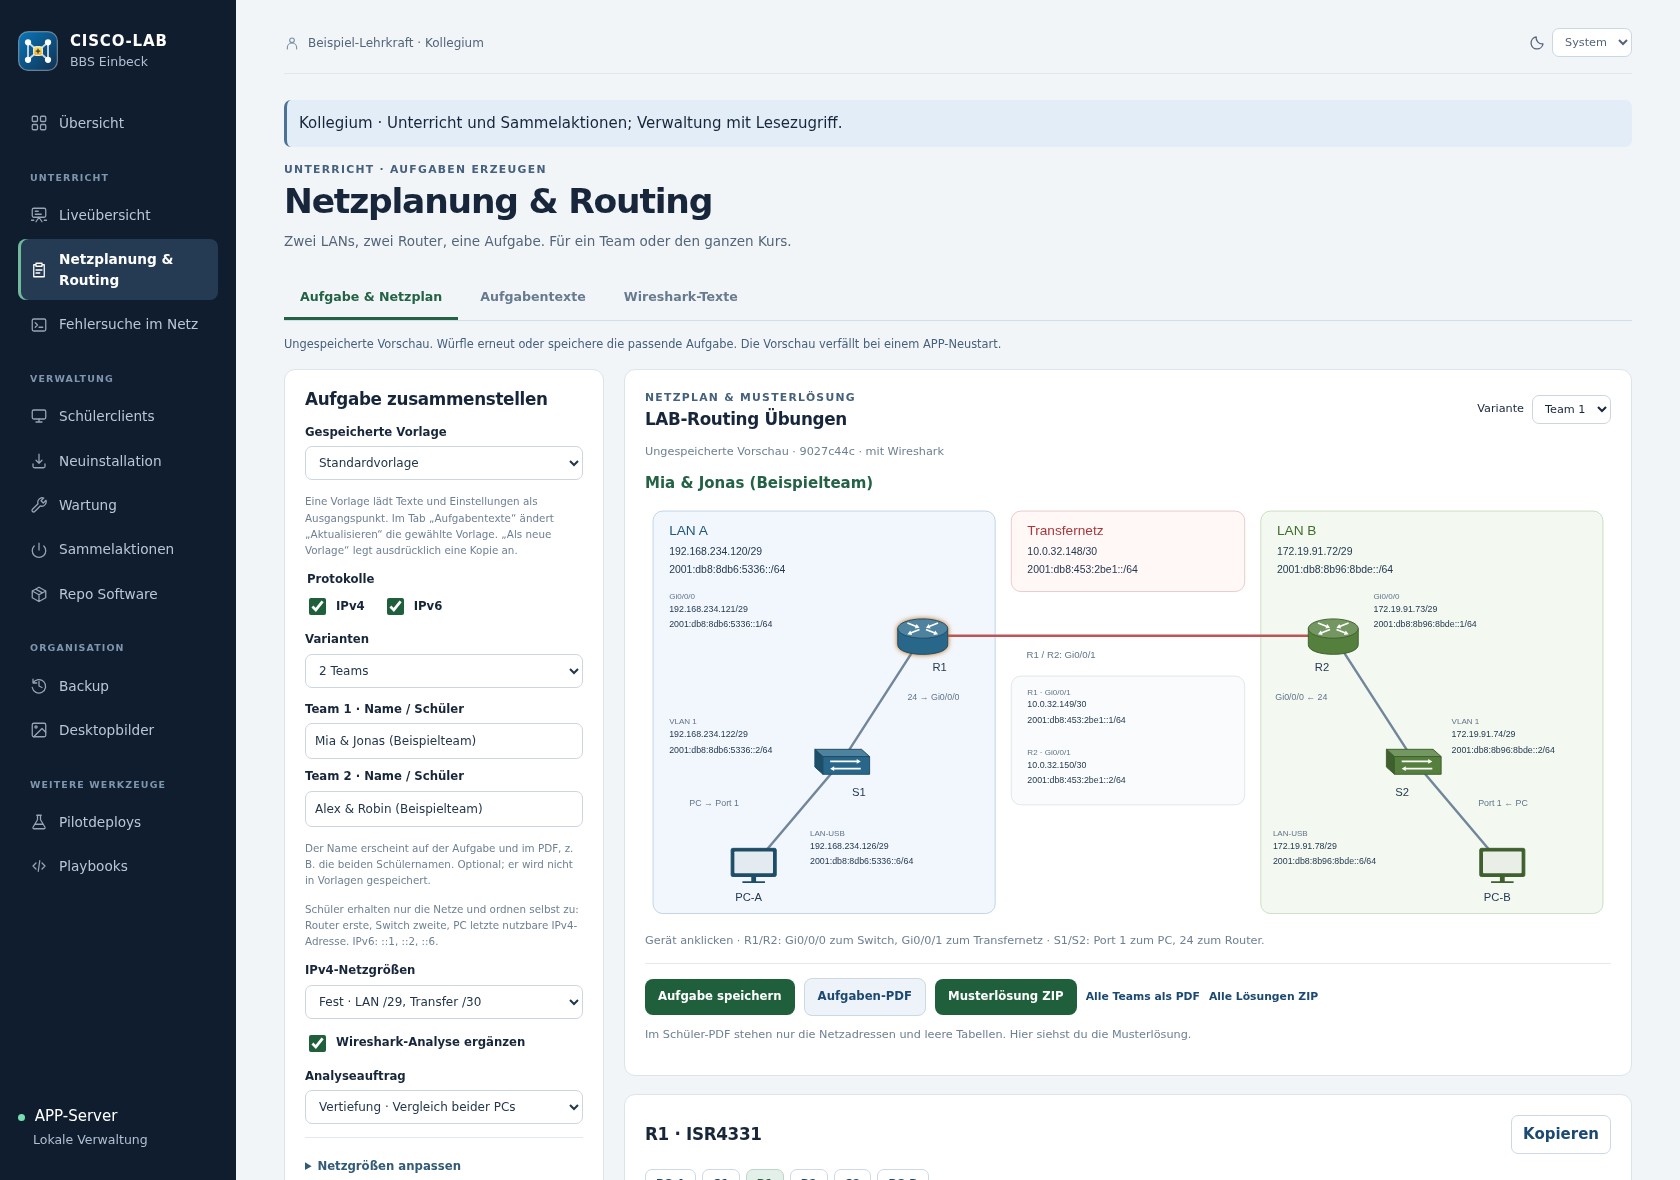 CISCO-LAB
BBS Einbeck
Übersicht
UNTERRICHT
Liveübersicht
Netzplanung &
Routing
Fehlersuche im Netz
VERWALTUNG
Schülerclients
Neuinstallation
Wartung
Sammelaktionen
Repo Software
ORGANISATION
Backup
Desktopbilder
WEITERE WERKZEUGE
Pilotdeploys
Playbooks
APP-Server
Lokale Verwaltung
Beispiel-Lehrkraft · Kollegium
System
Kollegium · Unterricht und Sammelaktionen; Verwaltung mit Lesezugriff.
UNTERRICHT · AUFGABEN ERZEUGEN
Netzplanung & Routing
Zwei LANs, zwei Router, eine Aufgabe. Für ein Team oder den ganzen Kurs.
Aufgabe & Netzplan
Aufgabentexte
Wireshark-Texte
Ungespeicherte Vorschau. Würfle erneut oder speichere die passende Aufgabe. Die Vorschau verfällt bei einem APP-Neustart.
Aufgabe zusammenstellen
Gespeicherte Vorlage
Standardvorlage
Eine Vorlage lädt Texte und Einstellungen als
Ausgangspunkt. Im Tab „Aufgabentexte“ ändert
„Aktualisieren“ die gewählte Vorlage. „Als neue
Vorlage“ legt ausdrücklich eine Kopie an.
Protokolle
IPv4 IPv6
Varianten
2 Teams
Team 1 · Name / Schüler
Mia & Jonas (Beispielteam)
Team 2 · Name / Schüler
Alex & Robin (Beispielteam)
Der Name erscheint auf der Aufgabe und im PDF, z.
B. die beiden Schülernamen. Optional; er wird nicht
in Vorlagen gespeichert.
Schüler erhalten nur die Netze und ordnen selbst zu:
Router erste, Switch zweite, PC letzte nutzbare IPv4-
Adresse. IPv6: ::1, ::2, ::6.
IPv4-Netzgrößen
Fest · LAN /29, Transfer /30
Wireshark-Analyse ergänzen
Analyseauftrag
Vertiefung · Vergleich beider PCs
Netzgrößen anpassen
NETZPLAN & MUSTERLÖSUNG
LAB-Routing Übungen
Variante
Team 1
Ungespeicherte Vorschau · 9027c44c · mit Wireshark
Mia & Jonas (Beispielteam)
LAN A
192.168.234.120/29
2001:db8:8db6:5336::/64
Gi0/0/0
192.168.234.121/29
2001:db8:8db6:5336::1/64
R1
24 → Gi0/0/0
VLAN 1
192.168.234.122/29
2001:db8:8db6:5336::2/64
S1
PC → Port 1
LAN-USB
192.168.234.126/29
2001:db8:8db6:5336::6/64
PC-A
Transfernetz
10.0.32.148/30
2001:db8:453:2be1::/64
R1 / R2: Gi0/0/1
R1 · Gi0/0/1
10.0.32.149/30
2001:db8:453:2be1::1/64
R2 · Gi0/0/1
10.0.32.150/30
2001:db8:453:2be1::2/64
LAN B
172.19.91.72/29
2001:db8:8b96:8bde::/64
Gi0/0/0
172.19.91.73/29
2001:db8:8b96:8bde::1/64
R2
Gi0/0/0 ← 24
VLAN 1
172.19.91.74/29
2001:db8:8b96:8bde::2/64
S2
Port 1 ← PC
LAN-USB
172.19.91.78/29
2001:db8:8b96:8bde::6/64
PC-B
Gerät anklicken · R1/R2: Gi0/0/0 zum Switch, Gi0/0/1 zum Transfernetz · S1/S2: Port 1 zum PC, 24 zum Router.
Aufgabe speichern
Aufgaben-PDF
Musterlösung ZIP
Alle Teams als PDF
Alle Lösungen ZIP
Im Schüler-PDF stehen nur die Netzadressen und leere Tabellen. Hier siehst du die Musterlösung.
R1 · ISR4331
Kopieren